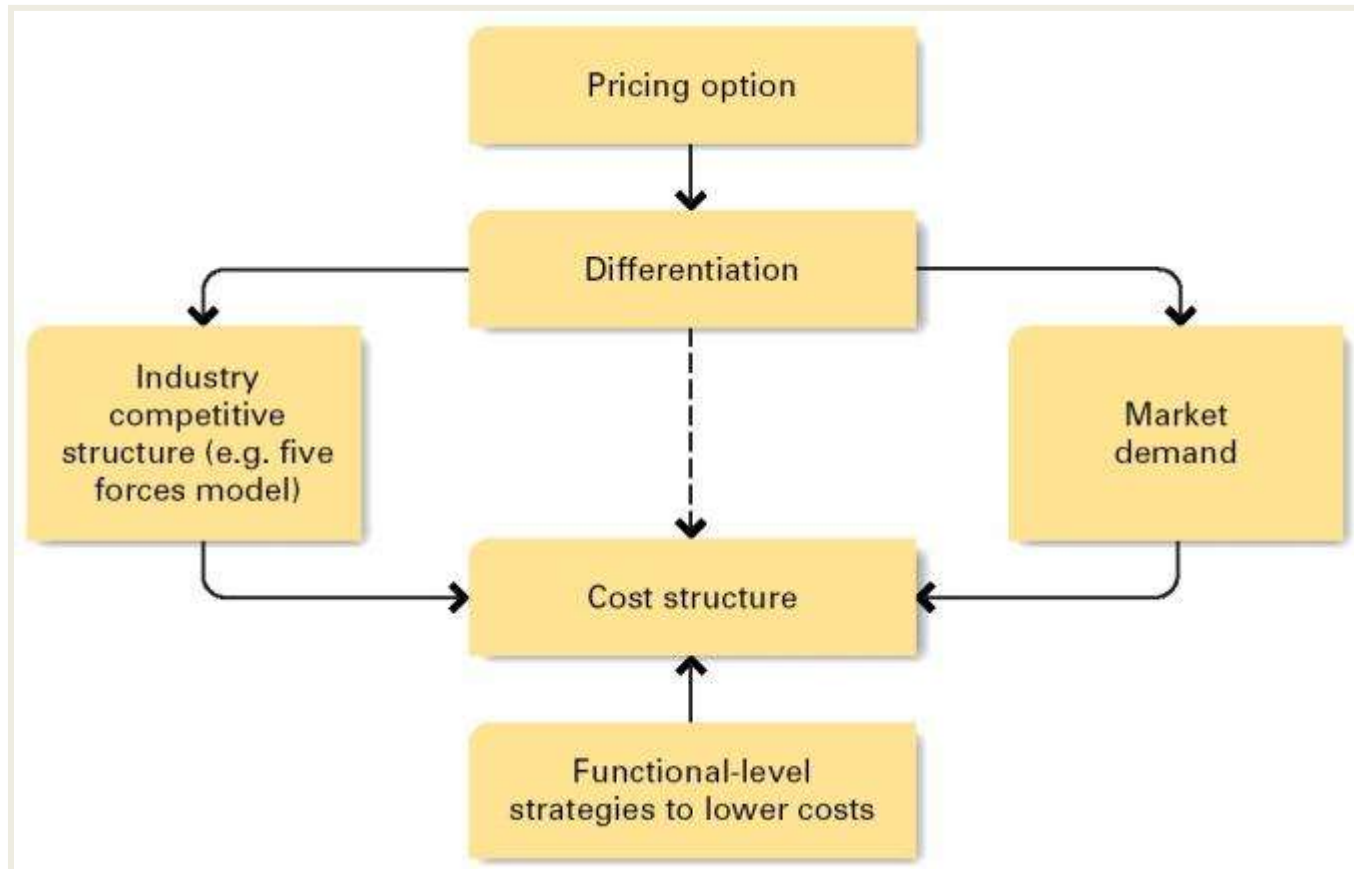 Pricing option
Differentiation
Industry
competitive
structure (e.g. five
forces model)
Market
demand
Cost structure
Functional-level
strategies to lower costs